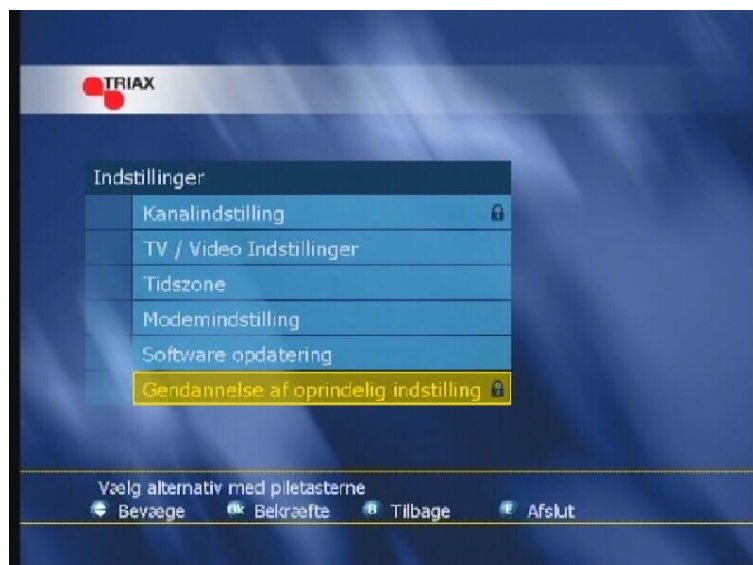 TRIAX
Indstillinger
Kanalindstilling
TV / Video Indstillinger
Tidszone
Modemindstilling
Software opdatering
Gendannelse af oprindelig indstilling
Vælg alternativ med piletasterne
Bevæge Ok Bekræfte B Tilbage E Afslut